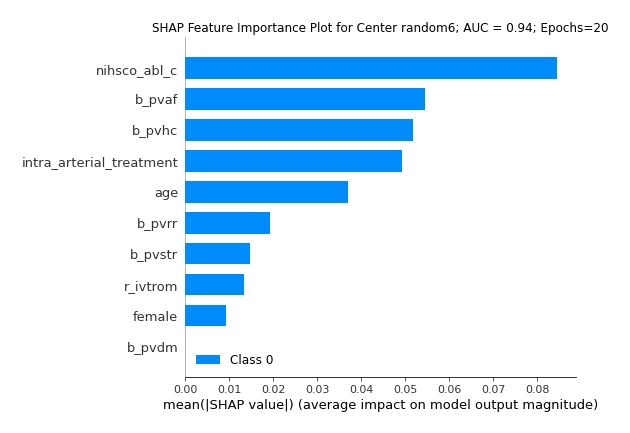 SHAP Feature Importance Plot for Center random6; AUC = 0.94; Epochs=20
nihsco_abl_c
b_pvaf
b_pvhc
intra_arterial_treatment
age
b_pvrr
b_pvstr
r_ivtrom
female
b_pvdm
Class 0
0.00 0.01 0.02 0.03 0.04 0.05 0.06 0.07 0.08
mean(|SHAP value|) (average impact on model output magnitude)